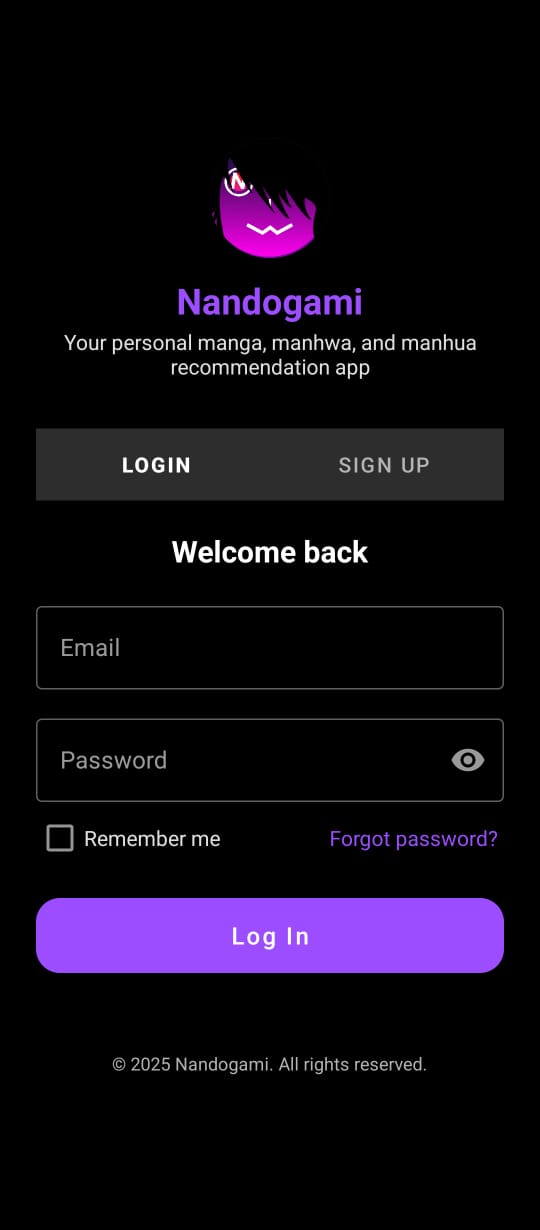 N
Nandogami
Your personal manga, manhwa, and manhua
recommendation app
LOGIN
SIGN UP
Welcome back
Email
Password
Remember me
Forgot password?
Log In
© 2025 Nandogami. All rights reserved.